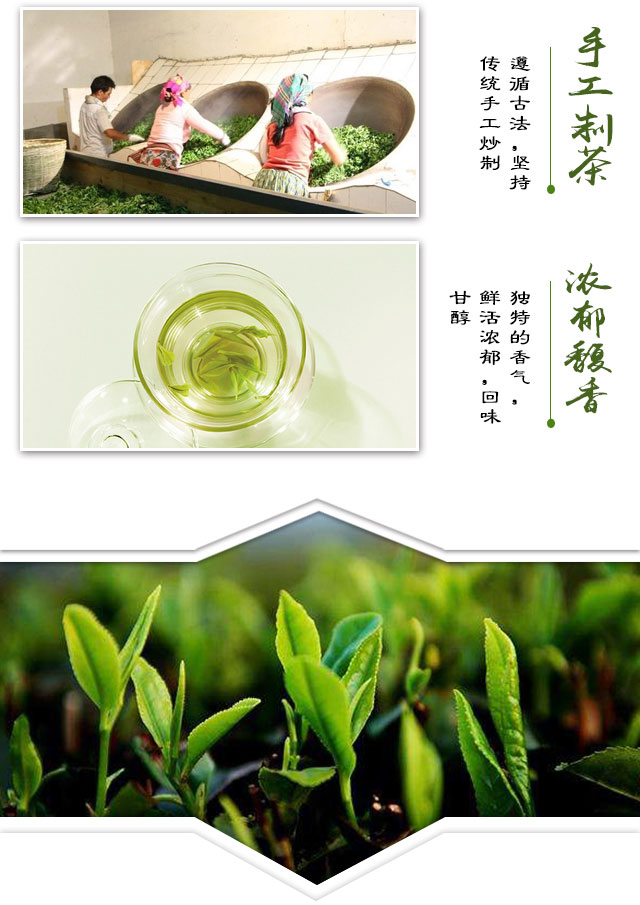 手工制茶
遵循古法，坚持
传统手工炒制
浓郁馥香
独特的香气，
鲜活浓郁，回味
甘醇